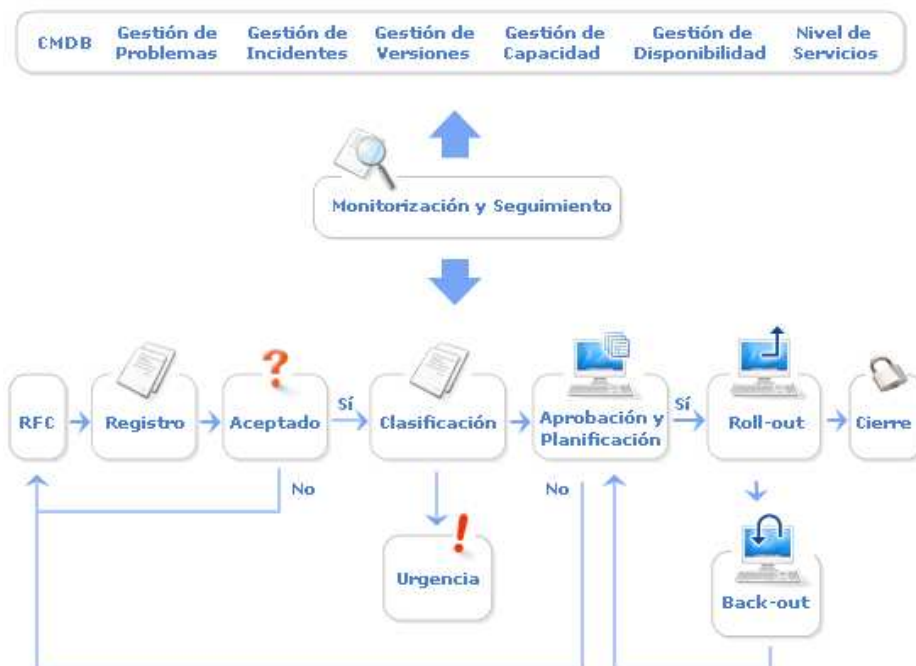 CMDB
Gestión de
Problemas
Gestión de
Incidentes
Gestión de
Versiones
Gestión de
Capacidad
Gestión de
Disponibilidad
Nivel de
Servicios
Monitorización y Seguimiento
RFC
Registro
Aceptado
Sí
Clasificación
Aprobación y
Planificación
Sí
Roll-out
Cierre
No
No
Urgencia
Back-out